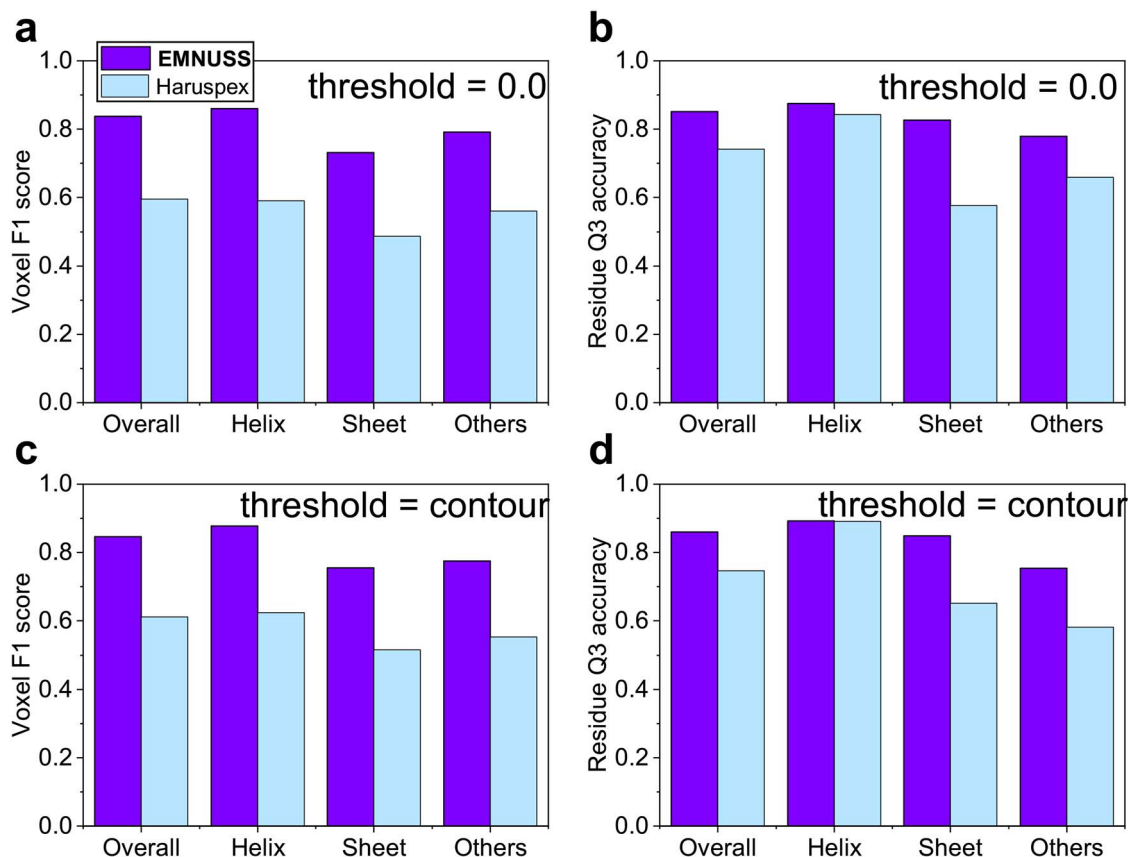 a
EMNUSS
Haruspex
threshold = 0.0
Voxel F1 score
1.0
0.8
0.6
0.4
0.2
0.0
Overall Helix Sheet Others
b
threshold = 0.0
Residue Q3 accuracy
1.0
0.8
0.6
0.4
0.2
0.0
Overall Helix Sheet Others
c
threshold = contour
Voxel F1 score
1.0
0.8
0.6
0.4
0.2
0.0
Overall Helix Sheet Others
d
threshold = contour
Residue Q3 accuracy
1.0
0.8
0.6
0.4
0.2
0.0
Overall Helix Sheet Others